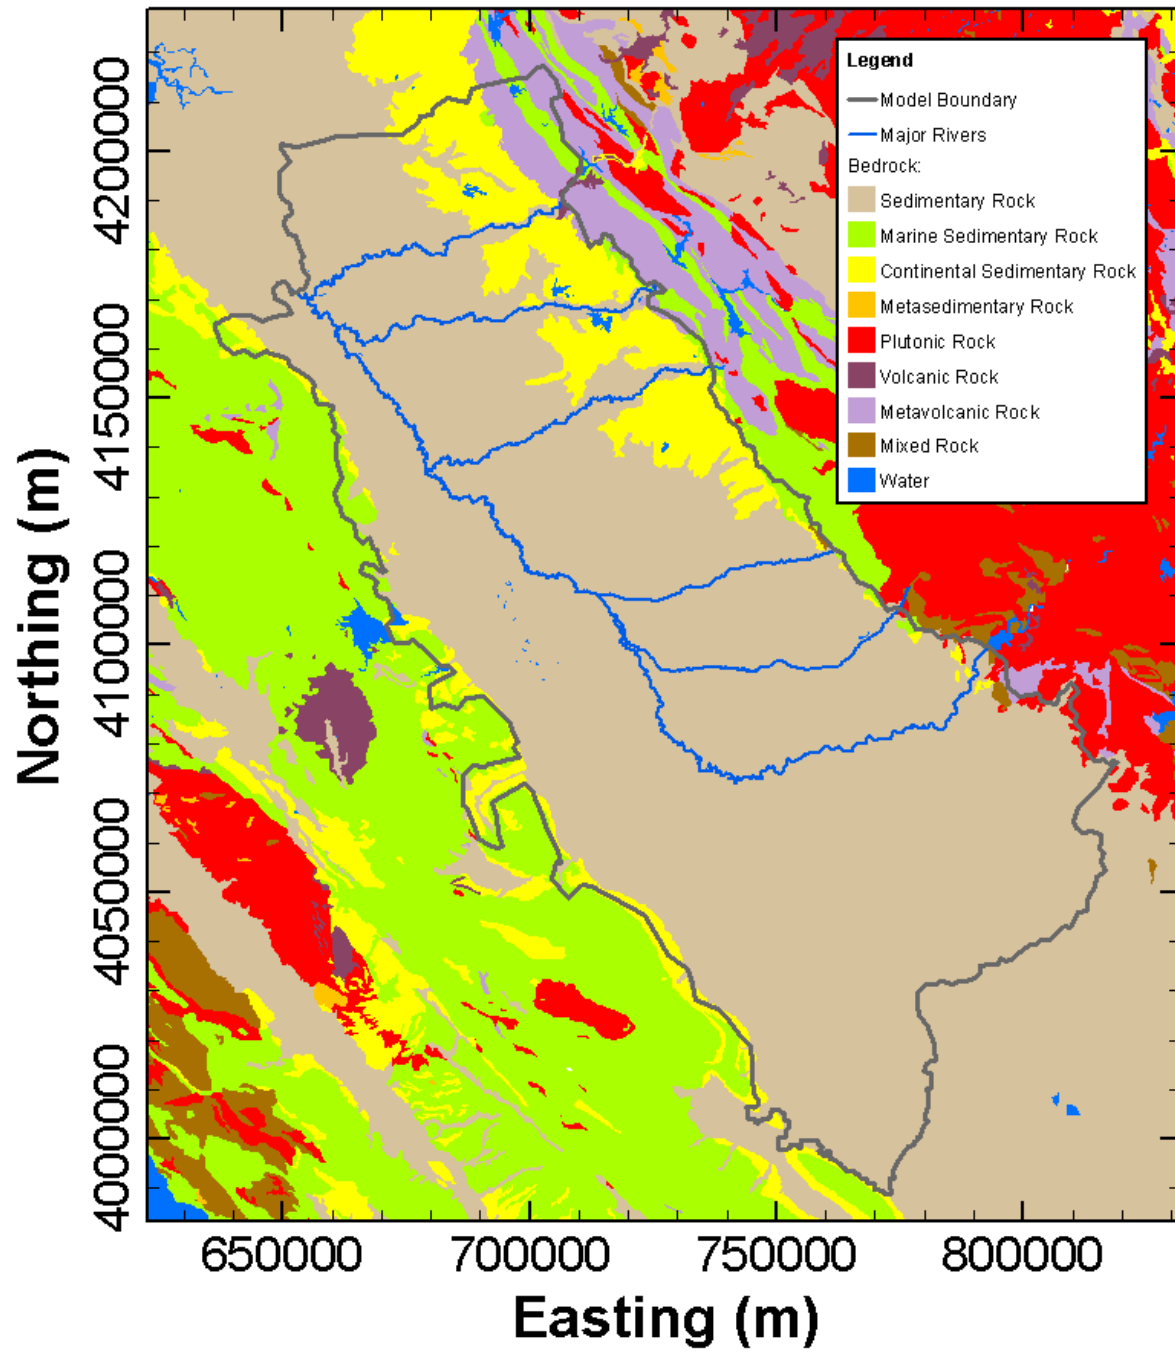 Legend
Model Boundary
Major Rivers
Bedrock:
Sedimentary Rock
Marine Sedimentary Rock
Continental Sedimentary Rock
Metasedimentary Rock
Plutonic Rock
Volcanic Rock
Metavolcanic Rock
Mixed Rock
Water
Northing (m)
4200000
4150000
4100000
4050000
4000000
650000 700000 750000 800000
Easting (m)